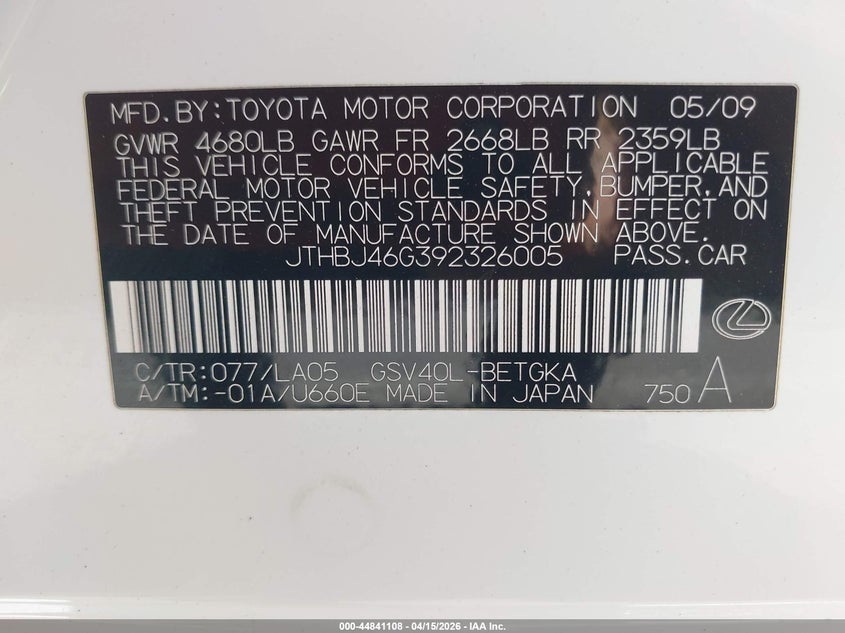 MFD.BY:TOYOTA MOTOR CORPORATION 05/09
GVWR 4680LB GAWR FR 2668LB RR 2359LB
THIS VEHICLE CONFORMS TO ALL APPLICABLE
FEDERAL MOTOR VEHICLE SAFETY,BUMPER,AND
THEFT PREVENTION STANDARDS IN EFFECT ON
THE DATE OF MANUFACTURE SHOWN ABOVE.
JTHBJ46G392326005 PASS.CAR
C/TR:077/LA05 GSV40L-BETGKA
A/TM:-01A/U660E MADE IN JAPAN 750 A
000-44841108 - 04/15/2026 - IAA Inc.